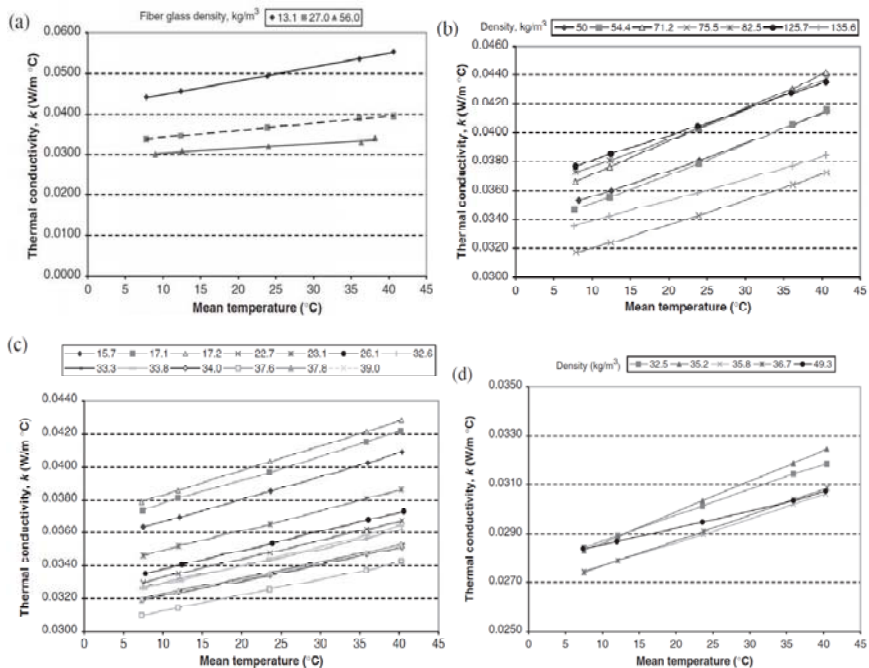 (a)
Fiber glass density, kg/m³ 13.1 27.0 56.0
0.0600
0.0500
0.0400
0.0300
0.0200
0.0100
0.0000
Thermal conductivity, k (W/m °C)
0 5 10 15 20 25 30 35 40 45
Mean temperature (°C)
(b)
Density, kg/m³ 50 54.4 71.2 75.5 82.5 125.7 135.6
0.0460
0.0440
0.0420
0.0400
0.0380
0.0360
0.0340
0.0320
0.0300
Thermal conductivity, k (W/m °C)
0 5 10 15 20 25 30 35 40 45
Mean temperature (°C)
(c)
15.7 17.1 17.2 22.7 23.1 26.1 32.6
33.3 33.8 34.0 37.6 37.8 39.0
0.0440
0.0420
0.0400
0.0380
0.0360
0.0340
0.0320
0.0300
Thermal conductivity, k (W/m °C)
0 5 10 15 20 25 30 35 40 45
Mean temperature (°C)
(d)
Density (kg/m³) 32.5 35.2 35.8 36.7 49.3
0.0350
0.0330
0.0310
0.0290
0.0270
0.0250
Thermal conductivity, k (W/m °C)
0 5 10 15 20 25 30 35 40 45
Mean temperature (°C)